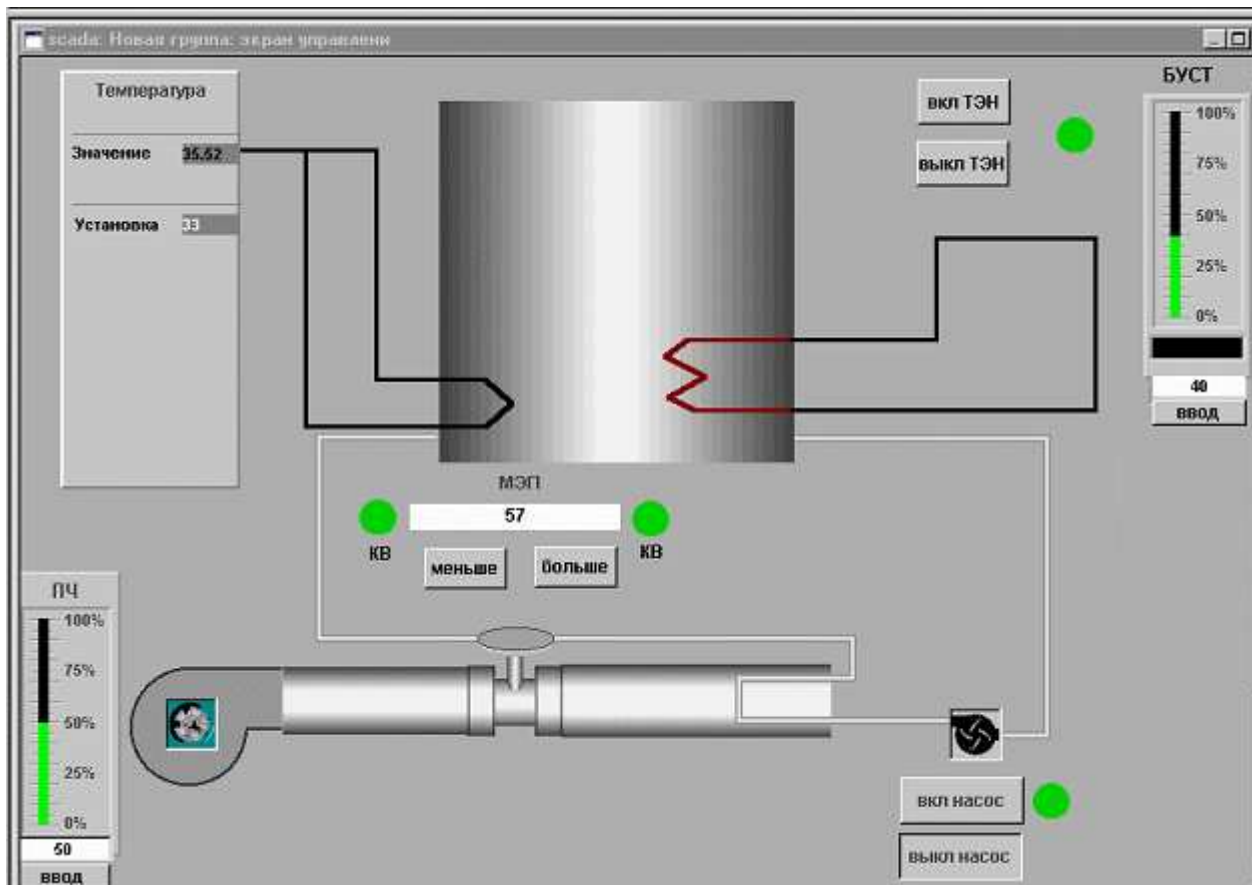 scada: Новая группа: экран управлени
Температура
Значение 35.52
Установка 33
вкл ТЭН
выкл ТЭН
БУСТ
100%
75%
50%
25%
0%
40
ввод
МЭП
57
КВ
КВ
меньше
больше
ПЧ
100%
75%
50%
25%
0%
50
ввод
вкл насос
выкл насос